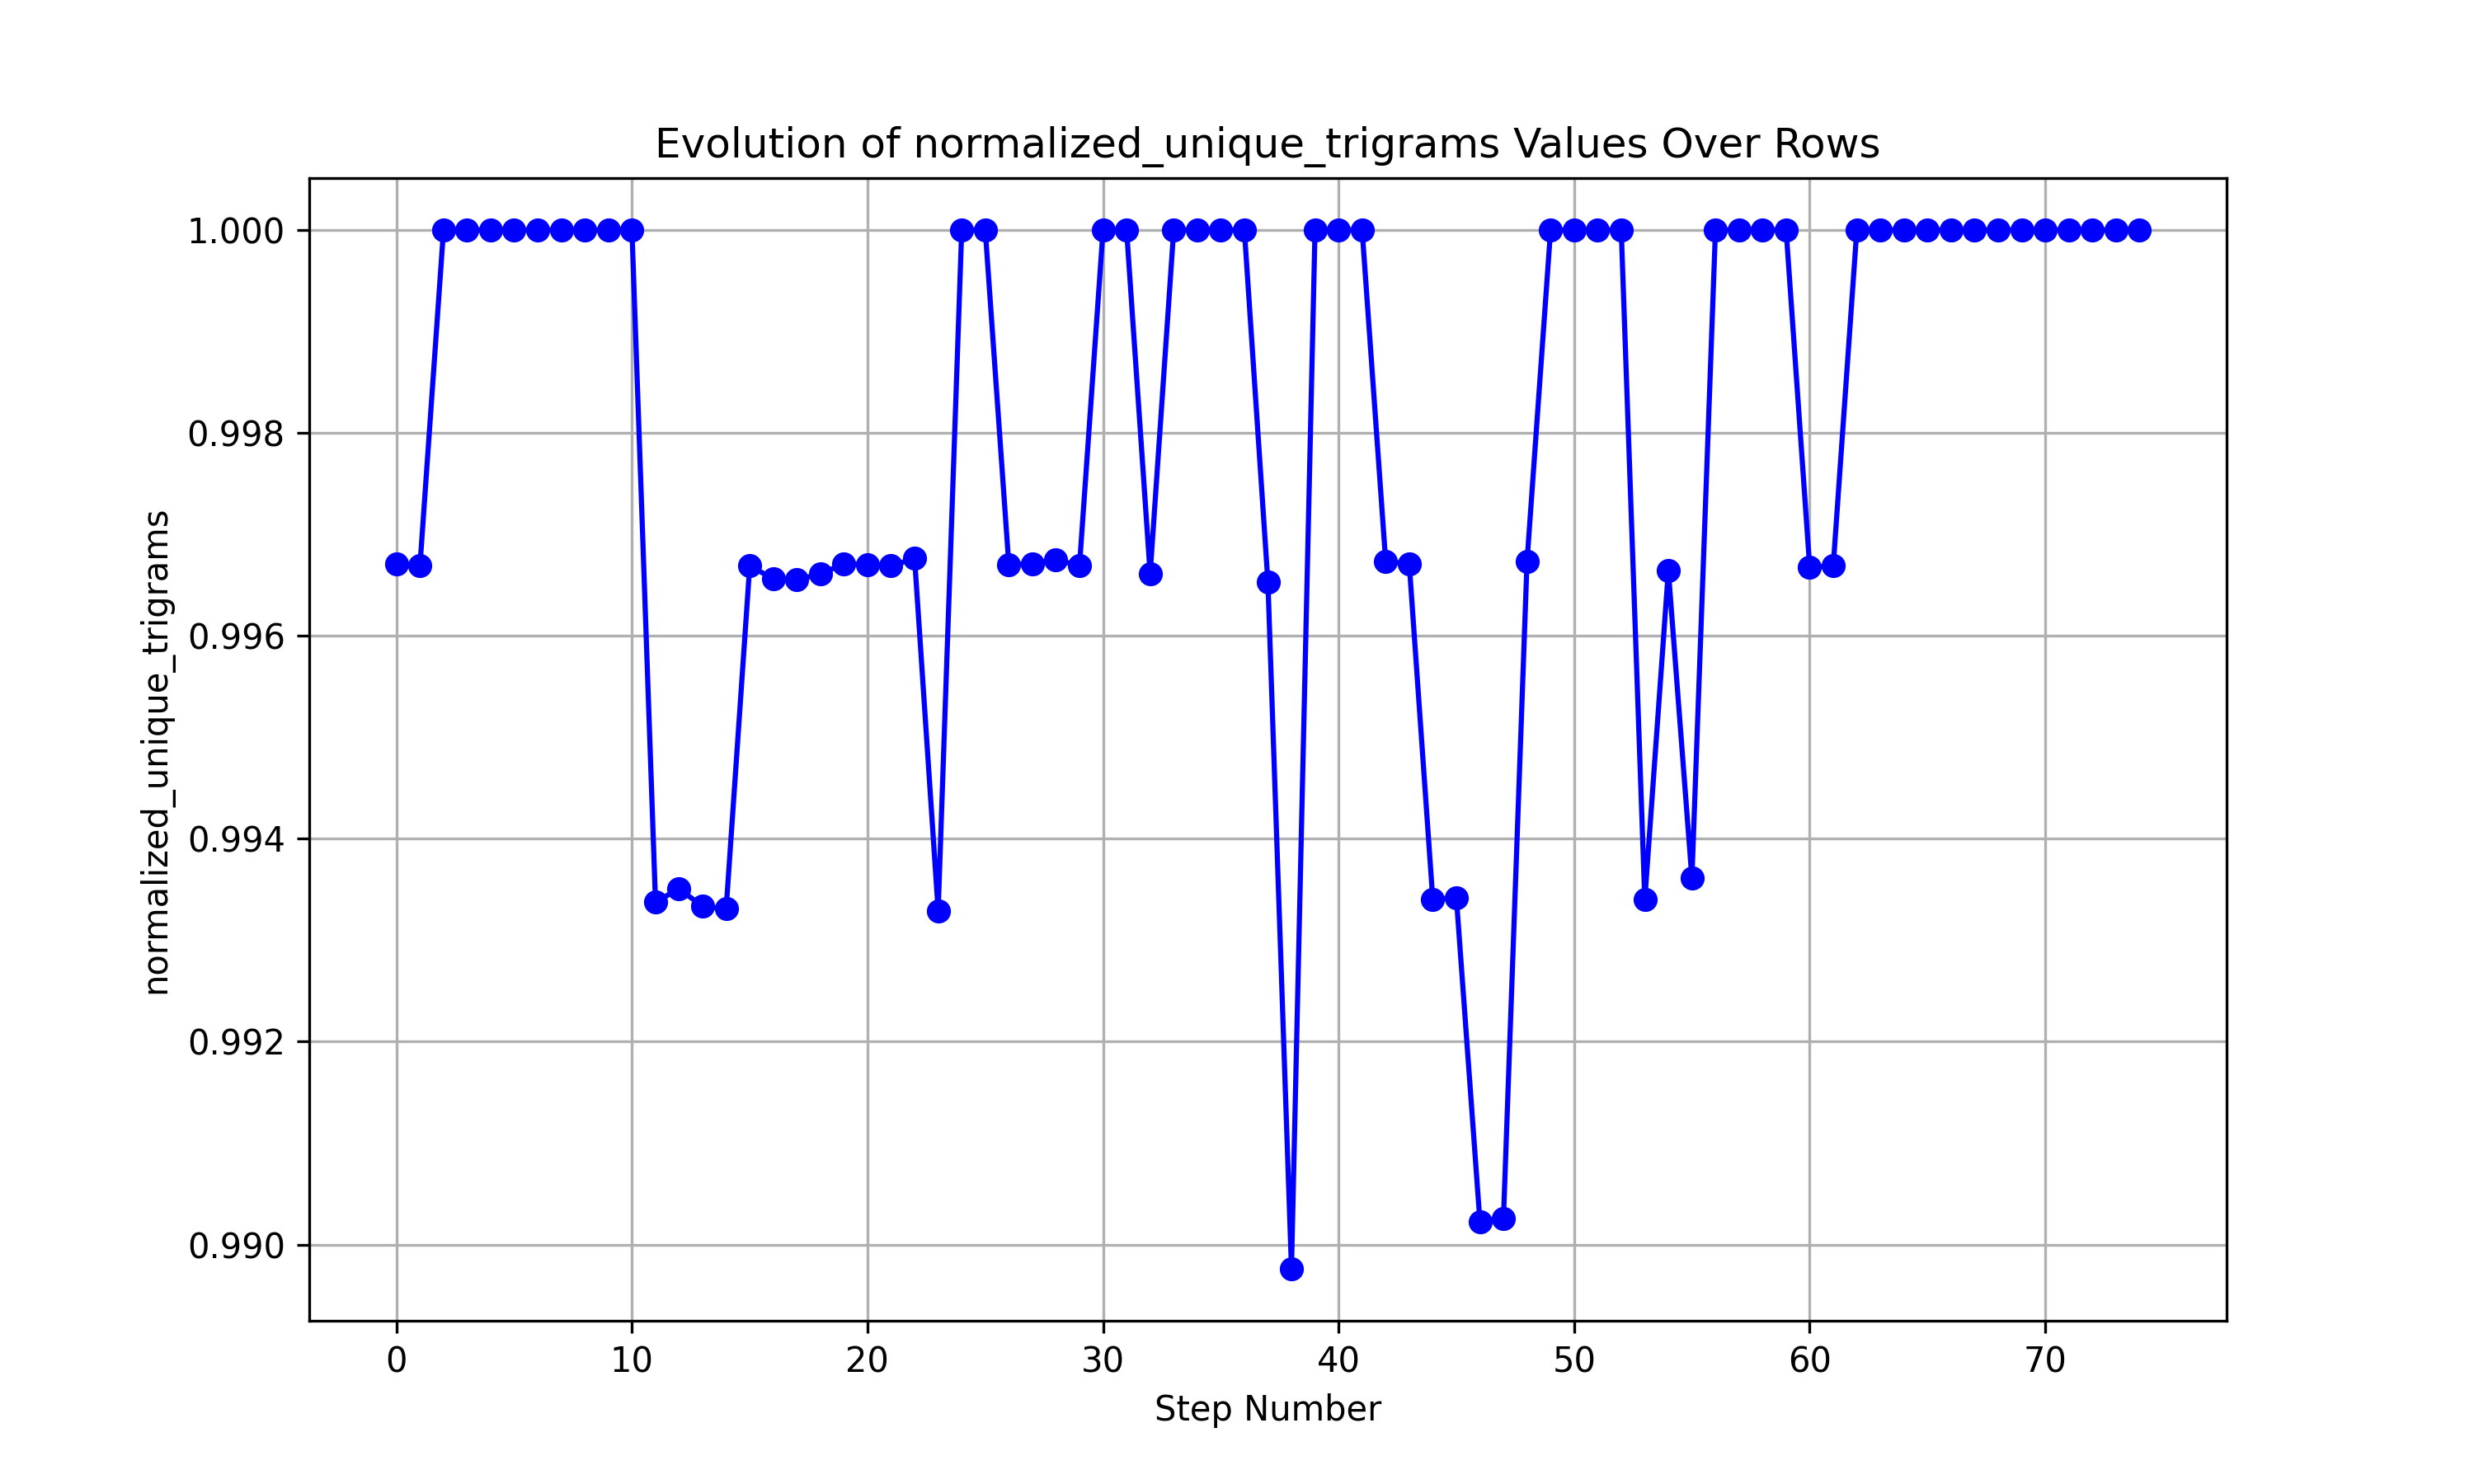 Evolution of normalized_unique_trigrams Values Over Rows
normalized_unique_trigrams
1.000
0.998
0.996
0.994
0.992
0.990
0 10 20 30 40 50 60 70
Step Number